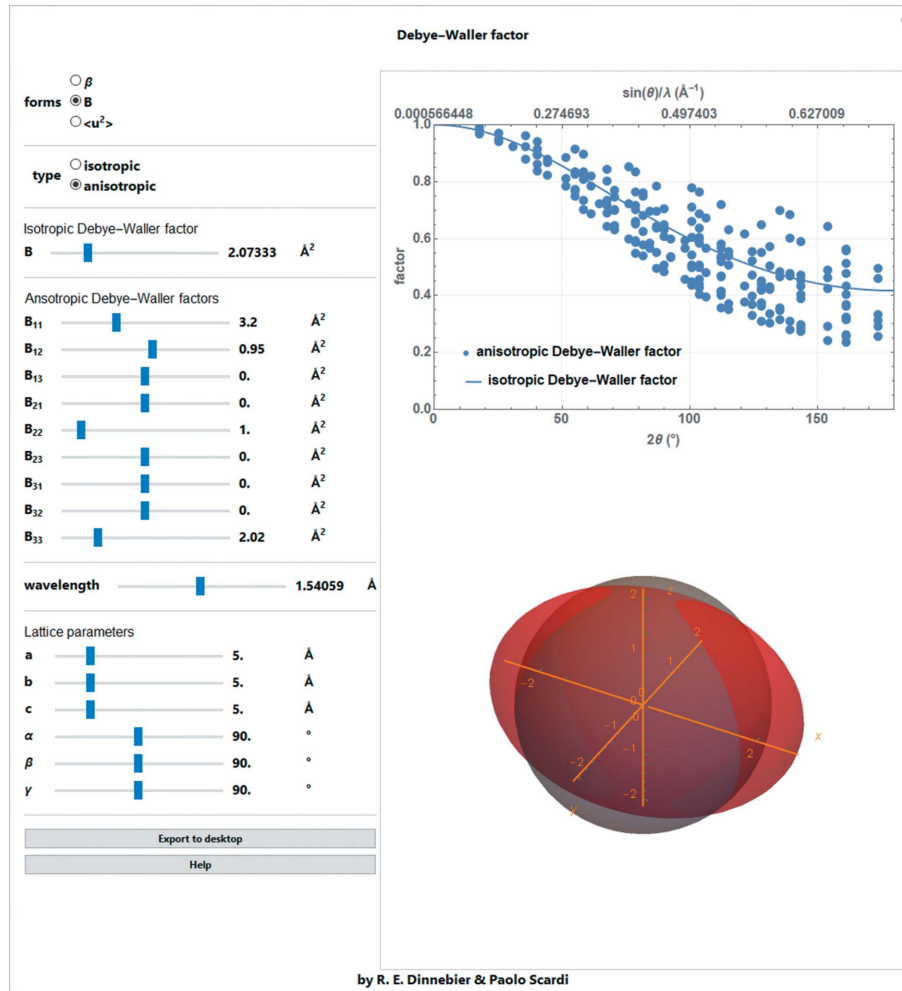 Debye–Waller factor
forms
β
B
<u²>
type
isotropic
anisotropic
Isotropic Debye–Waller factor
B 2.07333 Å²
Ansotropic Debye–Waller factors
B₁₁ 3.2 Å²
B₁₂ 0.95 Å²
B₁₃ 0. Å²
B₂₁ 0. Å²
B₂₂ 1. Å²
B₂₃ 0. Å²
B₃₁ 0. Å²
B₃₂ 0. Å²
B₃₃ 2.02 Å²
wavelength 1.54059 Å
Lattice parameters
a 5. Å
b 5. Å
c 5. Å
α 90. °
β 90. °
γ 90. °
Export to desktop
Help
sin(θ)/λ (Å⁻¹)
0.000566448 0.274693 0.497403 0.627009
1.0
0.8
0.6
0.4
0.2
0.0
factor
anisotropic Debye–Waller factor
isotropic Debye–Waller factor
0 50 100 150
2θ (°)
2 2
2
1 1
-2
0
0
-1
-1
-2
2
-2
x
y
by R. E. Dinnebier & Paolo Scardi